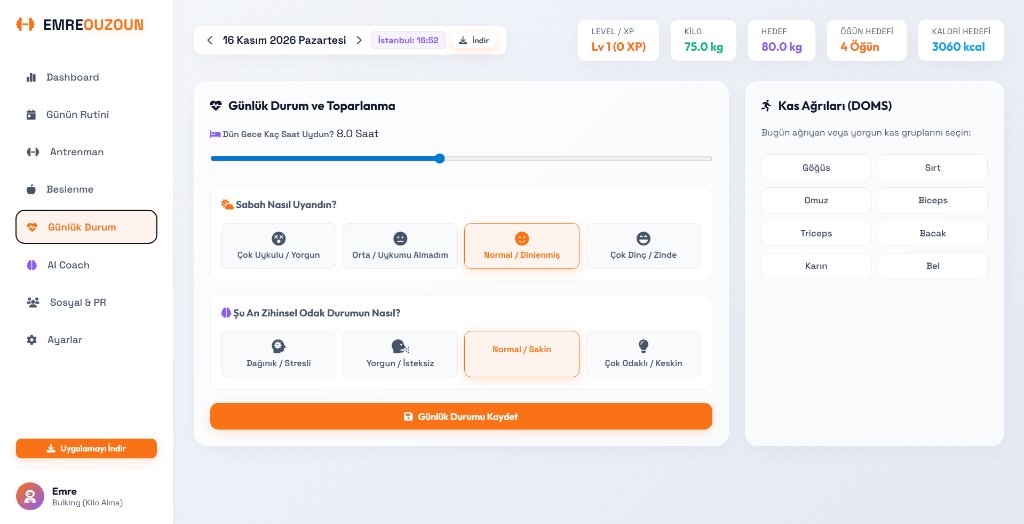 EMREOUZOUN
Dashboard
Günün Rutini
Antrenman
Beslenme
Günlük Durum
AI Coach
Sosyal & PR
Ayarlar
Uygulamayı İndir
Emre
Bulking (Kilo Alma)
16 Kasım 2026 Pazartesi
İstanbul: 16:52
İndir
LEVEL / XP
Lv 1 (0 XP)
KİLO
75.0 kg
HEDEF
80.0 kg
ÖĞÜN HEDEFİ
4 Öğün
KALORİ HEDEFİ
3060 kcal
Günlük Durum ve Toparlanma
Dün Gece Kaç Saat Uydun? 8.0 Saat
Sabah Nasıl Uyandın?
Çok Uykulu / Yorgun
Orta / Uykumu Almadım
Normal / Dinlenmiş
Çok Dinç / Zinde
Şu An Zihinsel Odak Durumun Nasıl?
Dağınık / Stresli
Yorgun / İsteksiz
Normal / Sakin
Çok Odaklı / Keskin
Günlük Durumu Kaydet
Kas Ağrıları (DOMS)
Bugün ağrıyan veya yorgun kas gruplarını seçin:
Göğüs
Sırt
Omuz
Biceps
Triceps
Bacak
Karın
Bel